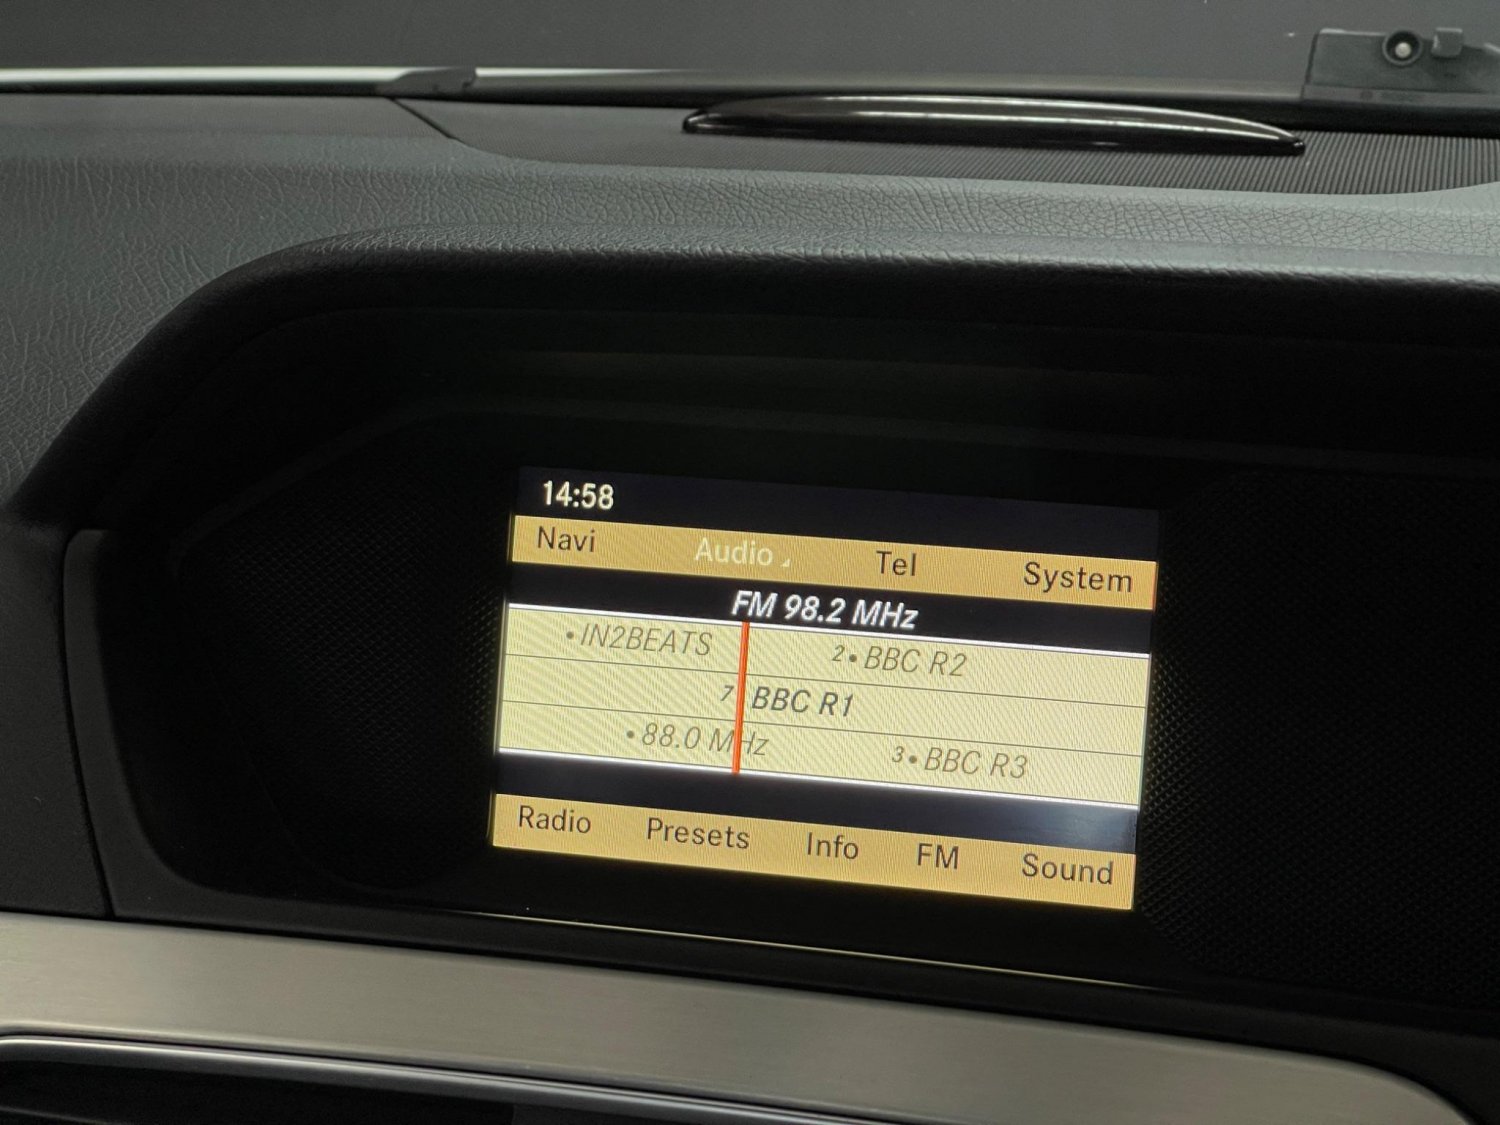 14:58
Navi Audio Tel System
FM 98.2 MHz
•IN2BEATS 2•BBC R2
7 BBC R1
•88.0 MHz 3•BBC R3
Radio Presets Info FM Sound